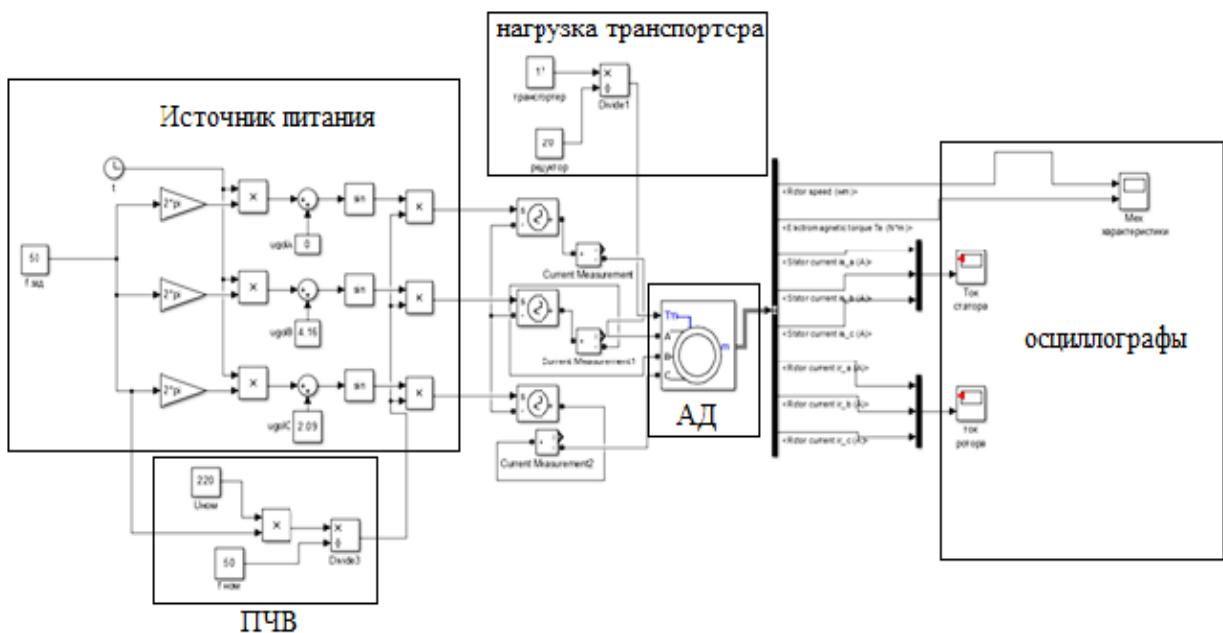 нагрузка транспортсра
транспортер
Divide1
20
редуктор
Источник питания
t
2*pi
sin
ugolA
0
50
f зад
2*pi
sin
ugolB
4.16
2*pi
sin
ugolC
2.09
Current Measurement
Current Measurement1
Current Measurement2
Tm
A
B
C
m
АД
<Rotor speed (wm)>
<Electromagnetic torque Te (N*m)>
<Stator current is_a (A)>
<Stator current is_b (A)>
<Stator current is_c (A)>
<Rotor current ir_a (A)>
<Rotor current ir_b (A)>
<Rotor current ir_c (A)>
Мех
характеристики
Ток
статора
ток
ротора
осциллографы
220
Uном
50
f ном
Divide3
ПЧВ